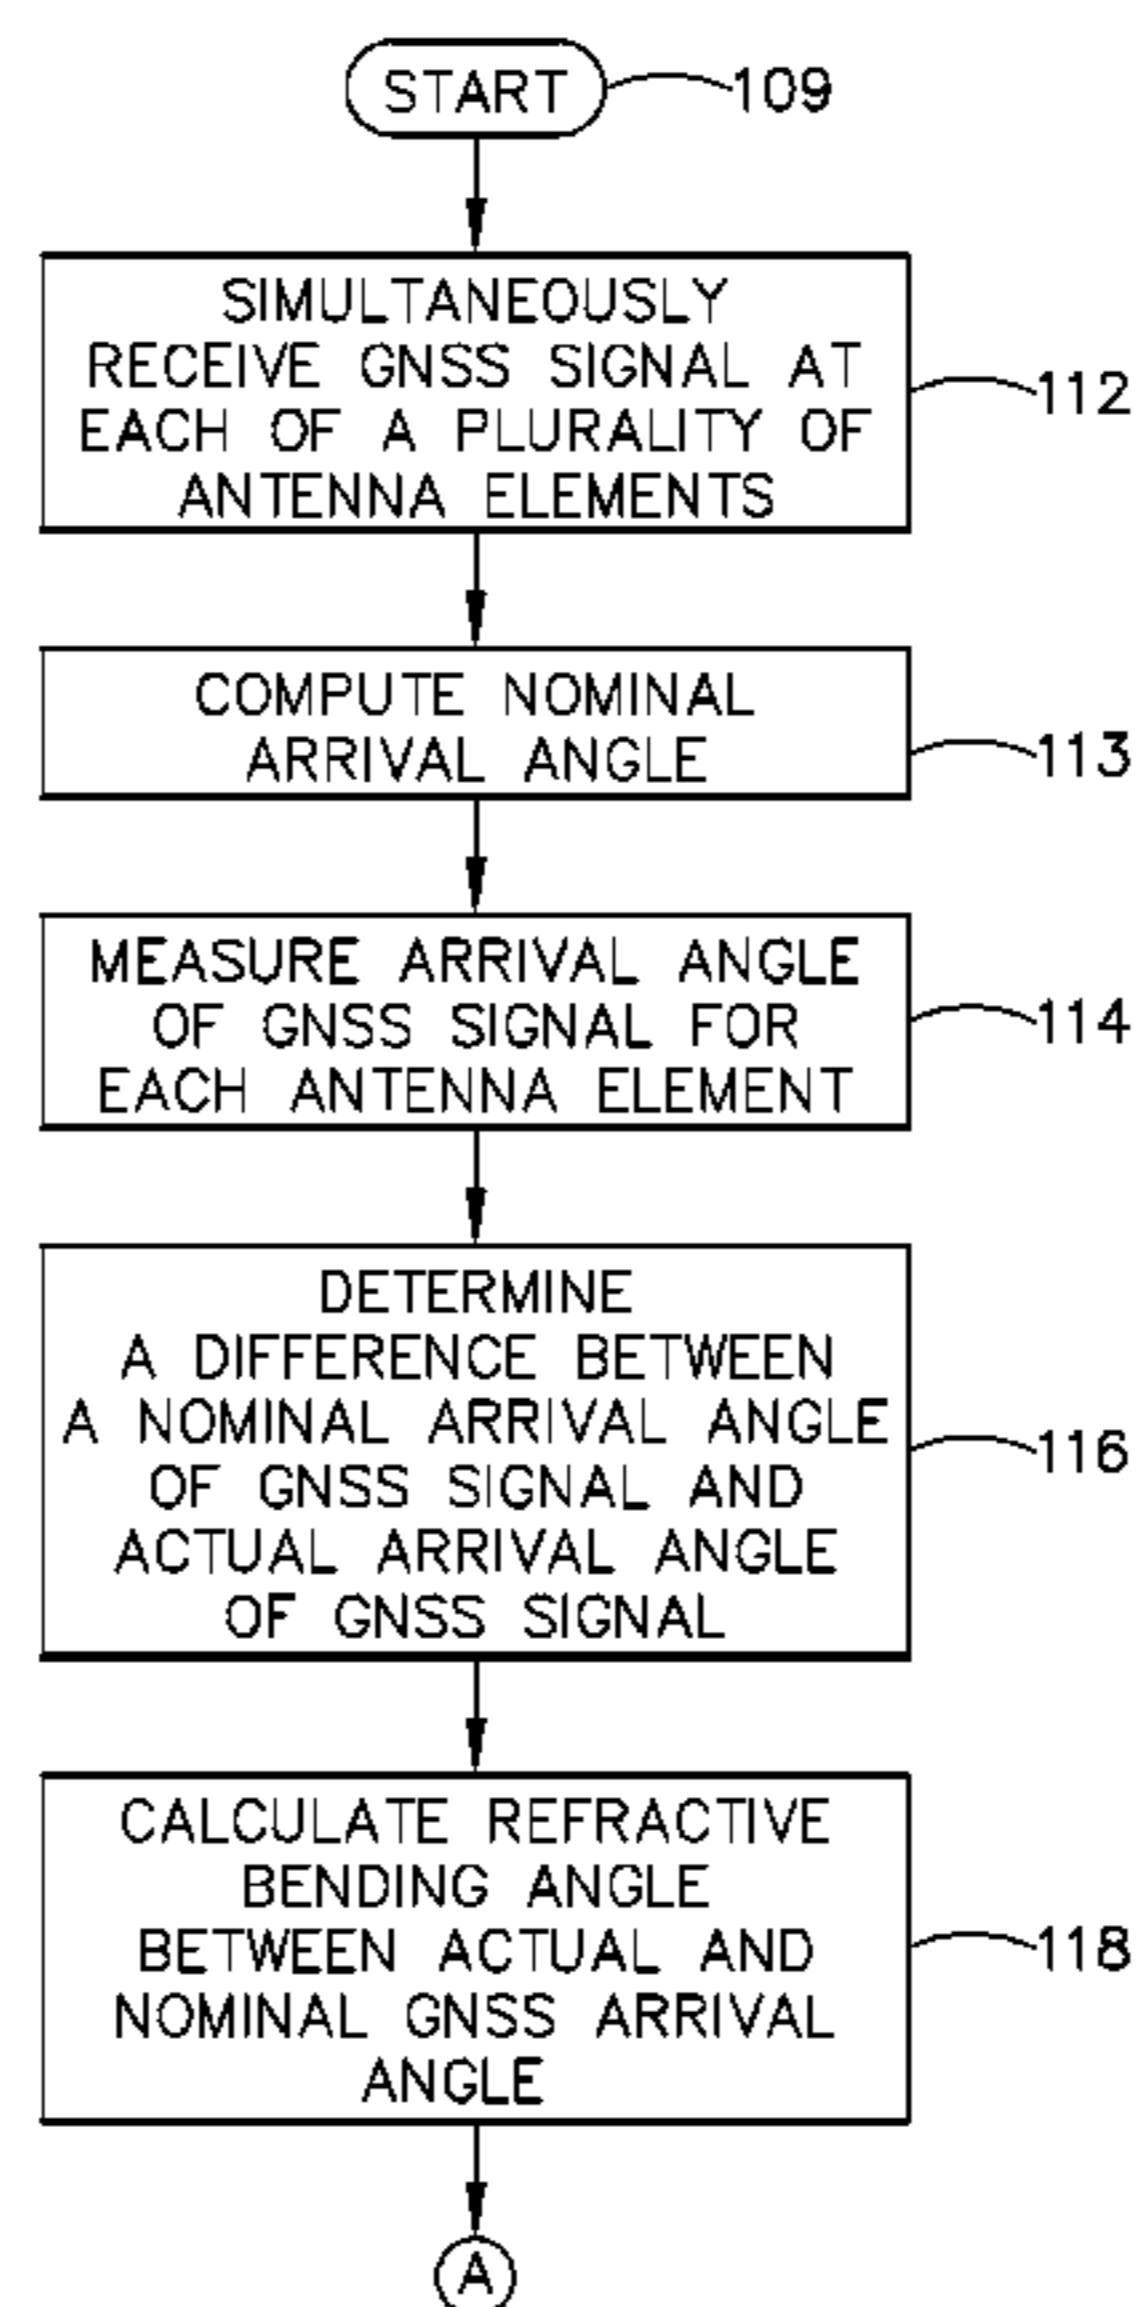 START
109
SIMULTANEOUSLY
RECEIVE GNSS SIGNAL AT
EACH OF A PLURALITY OF
ANTENNA ELEMENTS
112
COMPUTE NOMINAL
ARRIVAL ANGLE
113
MEASURE ARRIVAL ANGLE
OF GNSS SIGNAL FOR
EACH ANTENNA ELEMENT
114
DETERMINE
A DIFFERENCE BETWEEN
A NOMINAL ARRIVAL ANGLE
OF GNSS SIGNAL AND
ACTUAL ARRIVAL ANGLE
OF GNSS SIGNAL
116
CALCULATE REFRACTIVE
BENDING ANGLE
BETWEEN ACTUAL AND
NOMINAL GNSS ARRIVAL
ANGLE
118
A